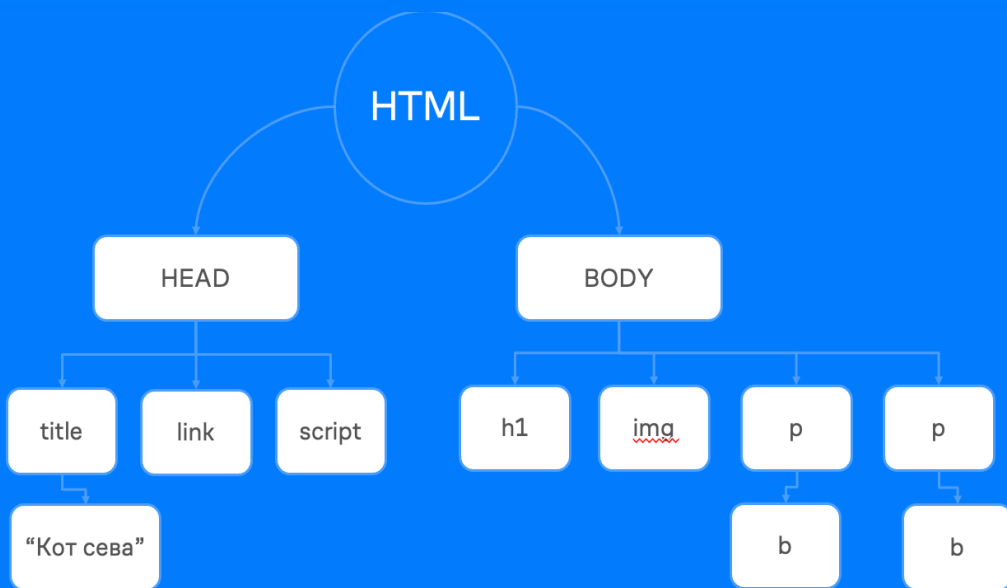 HTML
HEAD
BODY
title
link
script
h1
img
p
p
“Кот сева”
b
b